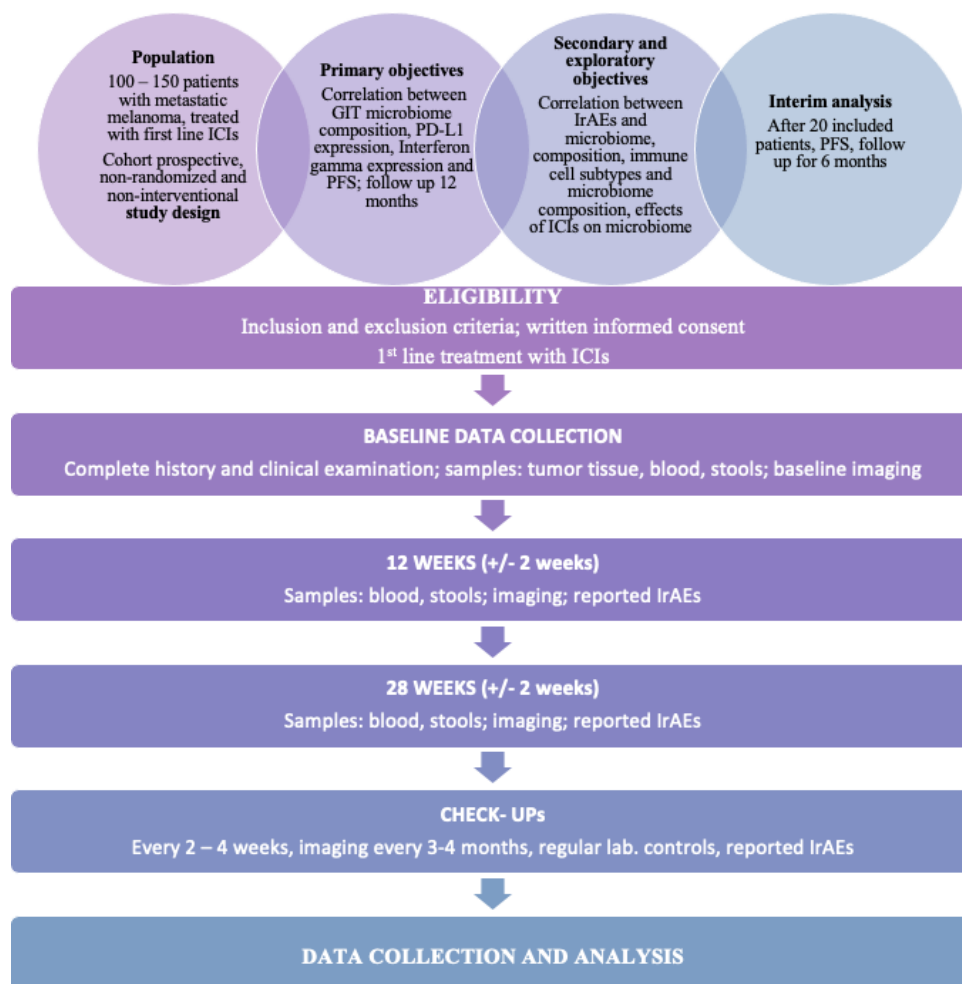 Population
100 – 150 patients
with metastatic
melanoma, treated
with first line ICIs
Cohort prospective,
non-randomized and
non-interventional
study design
Primary objectives
Correlation between
GIT microbiome
composition, PD-L1
expression, Interferon
gamma expression and
PFS; follow up 12
months
Secondary and
exploratory
objectives
Correlation between
IrAEs and
microbiome,
composition, immune
cell subtypes and
microbiome
composition, effects
of ICIs on microbiome
Interim analysis
After 20 included
patients, PFS, follow
up for 6 months
ELIGIBILITY
Inclusion and exclusion criteria; written informed consent
1st line treatment with ICIs
BASELINE DATA COLLECTION
Complete history and clinical examination; samples: tumor tissue, blood, stools; baseline imaging
12 WEEKS (+/- 2 weeks)
Samples: blood, stools; imaging; reported IrAEs
28 WEEKS (+/- 2 weeks)
Samples: blood, stools; imaging; reported IrAEs
CHECK- UPs
Every 2 – 4 weeks, imaging every 3-4 months, regular lab. controls, reported IrAEs
DATA COLLECTION AND ANALYSIS